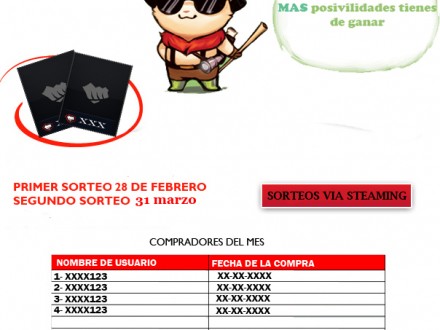 MAS posivilidades tienes
de ganar
XXX
PRIMER SORTEO 28 DE FEBRERO
SEGUNDO SORTEO 31 marzo
SORTEOS VIA STEAMING
COMPRADORES DEL MES
NOMBRE DE USUARIO FECHA DE LA COMPRA
1- XXXX123 XX-XX-XXXX
2- XXXX123 XX-XX-XXXX
3- XXXX123 XX-XX-XXXX
4- XXXX123 XX-XX-XXXX